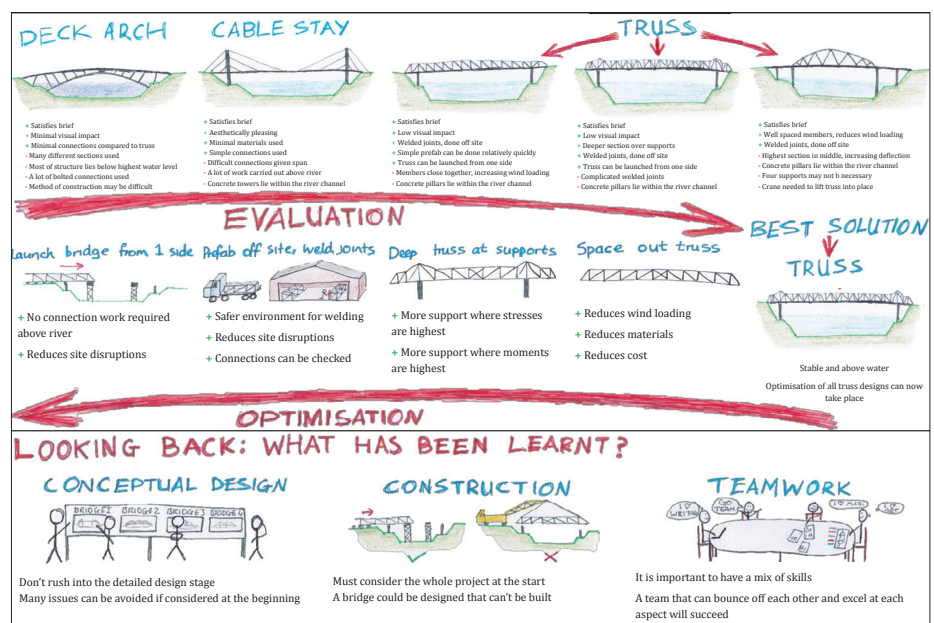 DECK ARCH
CABLE STAY
TRUSS
+ Satisfies brief
+ Minimal visual impact
+ Minimal connections compared to truss
- Many different sections used
- Most of structure lies below highest water level
- A lot of bolted connections used
- Method of construction may be difficult
+ Satisfies brief
+ Aesthetically pleasing
+ Minimal materials used
+ Simple connections used
- Difficult connections given span
- A lot of work carried out above river
- Concrete towers lie within the river channel
+ Satisfies brief
+ Low visual impact
+ Welded joints, done off site
+ Simple prefab can be done relatively quickly
+ Truss can be launched from one side
- Members close together, increasing wind loading
- Concrete pillars lie within the river channel
+ Satisfies brief
+ Low visual impact
+ Deeper section over supports
+ Welded joints, done off site
+ Truss can be launched from one side
- Complicated welded joints
- Concrete pillars lie within the river channel
+ Satisfies brief
+ Well spaced members, reduces wind loading
+ Welded joints, done off site
- Highest section in middle, increasing deflection
- Concrete pillars lie within the river channel
- Four supports may not b necessary
- Crane needed to lift truss into place
EVALUATION
BEST SOLUTION
TRUSS
Stable and above water
Optimisation of all truss designs can now
take place
Launch bridge from 1 side
+ No connection work required
above river
+ Reduces site disruptions
Prefab off site, weld joints
+ Safer environment for welding
+ Reduces site disruptions
+ Connections can be checked
Deep truss at supports
+ More support where stresses
are highest
+ More support where moments
are highest
Space out truss
+ Reduces wind loading
+ Reduces materials
+ Reduces cost
OPTIMISATION
LOOKING BACK: WHAT HAS BEEN LEARNT?
CONCEPTUAL DESIGN
BRIDGE1 BRIDGE2 BRIDGE3 BRIDGE4
Don't rush into the detailed design stage
Many issues can be avoided if considered at the beginning
CONSTRUCTION
Must consider the whole project at the start
A bridge could be designed that can't be built
TEAMWORK
WRITING
GO
TEAM
It is important to have a mix of skills
A team that can bounce off each other and excel at each
aspect will succeed